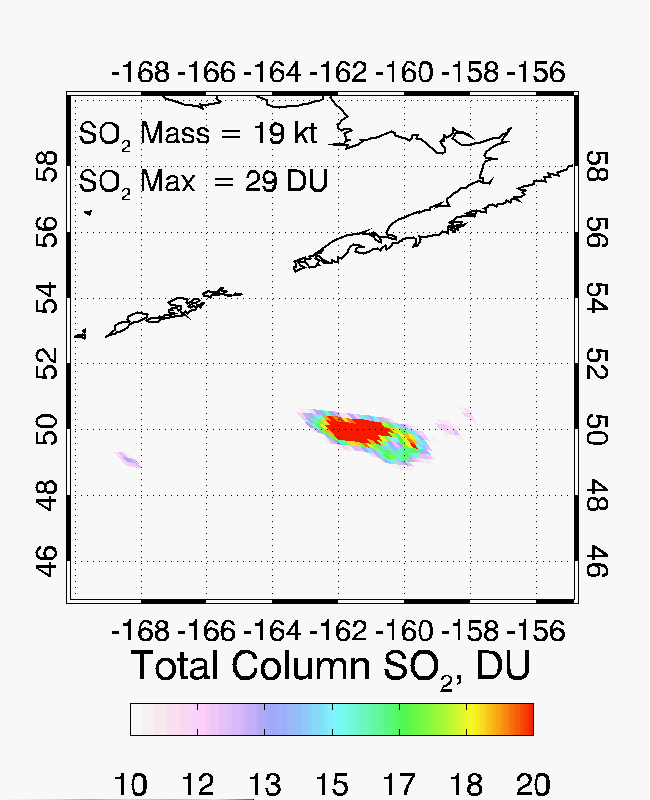 -168 -166 -164 -162 -160 -158 -156
SO₂ Mass = 19 kt
SO₂ Max = 29 DU
58 58
56 56
54 54
52 52
50 50
48 48
46 46
-168 -166 -164 -162 -160 -158 -156
Total Column SO₂, DU
10 12 13 15 17 18 20